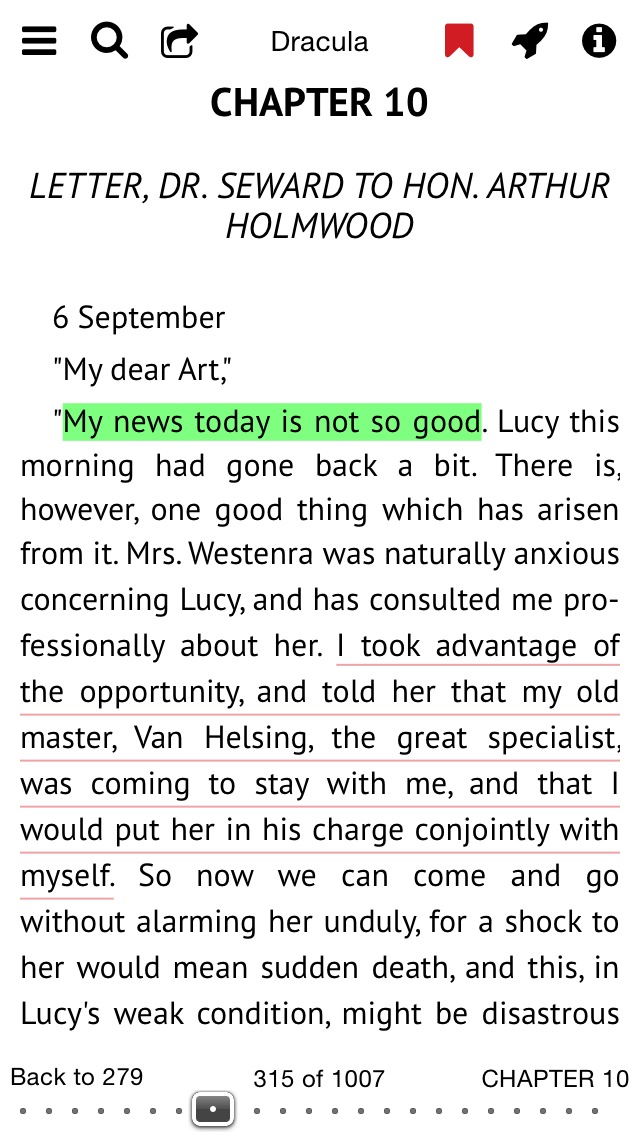 Dracula
CHAPTER 10
LETTER, DR. SEWARD TO HON. ARTHUR
HOLMWOOD
6 September
"My dear Art,"
"My news today is not so good. Lucy this
morning had gone back a bit. There is,
however, one good thing which has arisen
from it. Mrs. Westenra was naturally anxious
concerning Lucy, and has consulted me pro-
fessionally about her. I took advantage of
the opportunity, and told her that my old
master, Van Helsing, the great specialist,
was coming to stay with me, and that I
would put her in his charge conjointly with
myself. So now we can come and go
without alarming her unduly, for a shock to
her would mean sudden death, and this, in
Lucy's weak condition, might be disastrous
Back to 279 315 of 1007 CHAPTER 10